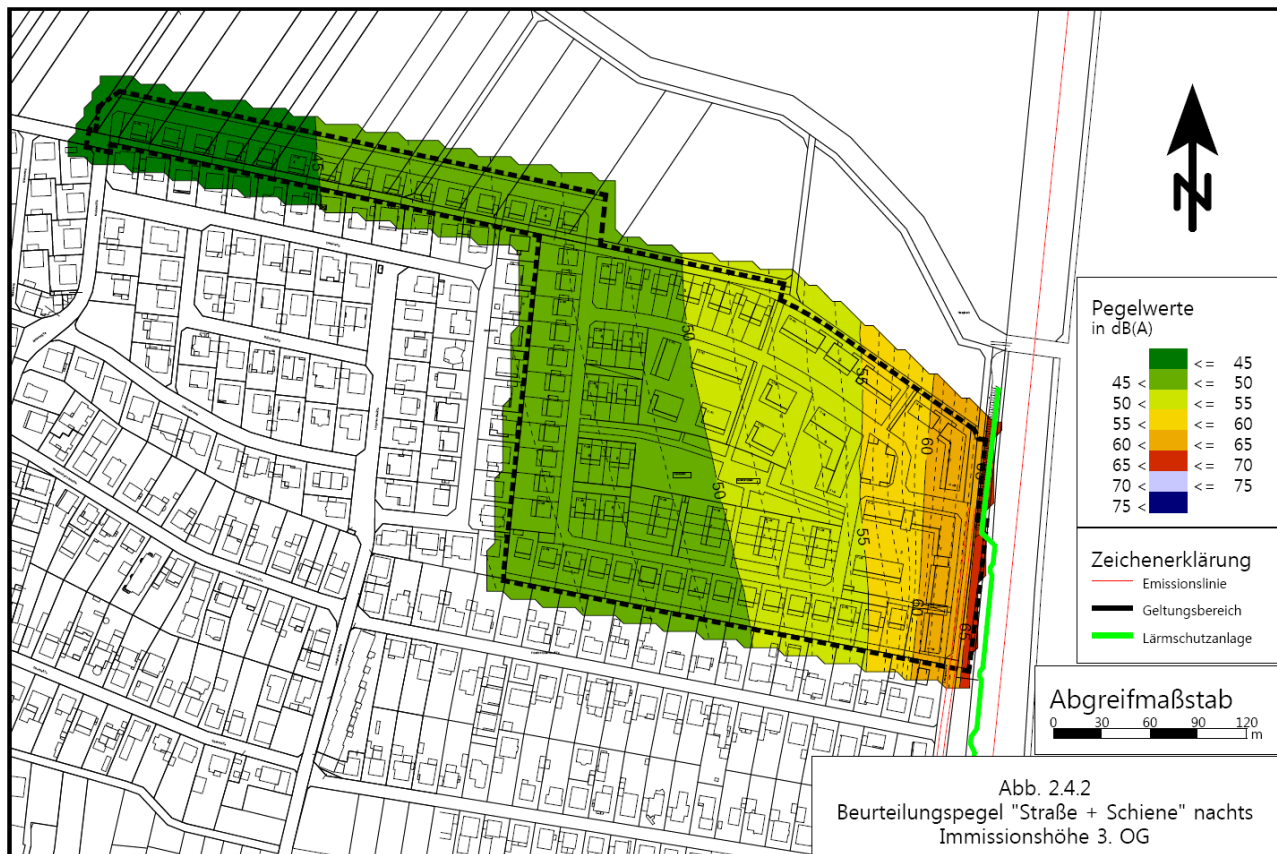 45
50
50
55
55
60
60
65
Pegelwerte
in dB(A)
<= 45
45 < <= 50
50 < <= 55
55 < <= 60
60 < <= 65
65 < <= 70
70 < <= 75
75 <
Zeichenerklärung
Emissionslinie
Geltungsbereich
Lärmschutzanlage
Abgreifmaßstab
0 30 60 90 120
m
Abb. 2.4.2
Beurteilungspegel "Straße + Schiene" nachts
Immissionshöhe 3. OG
N